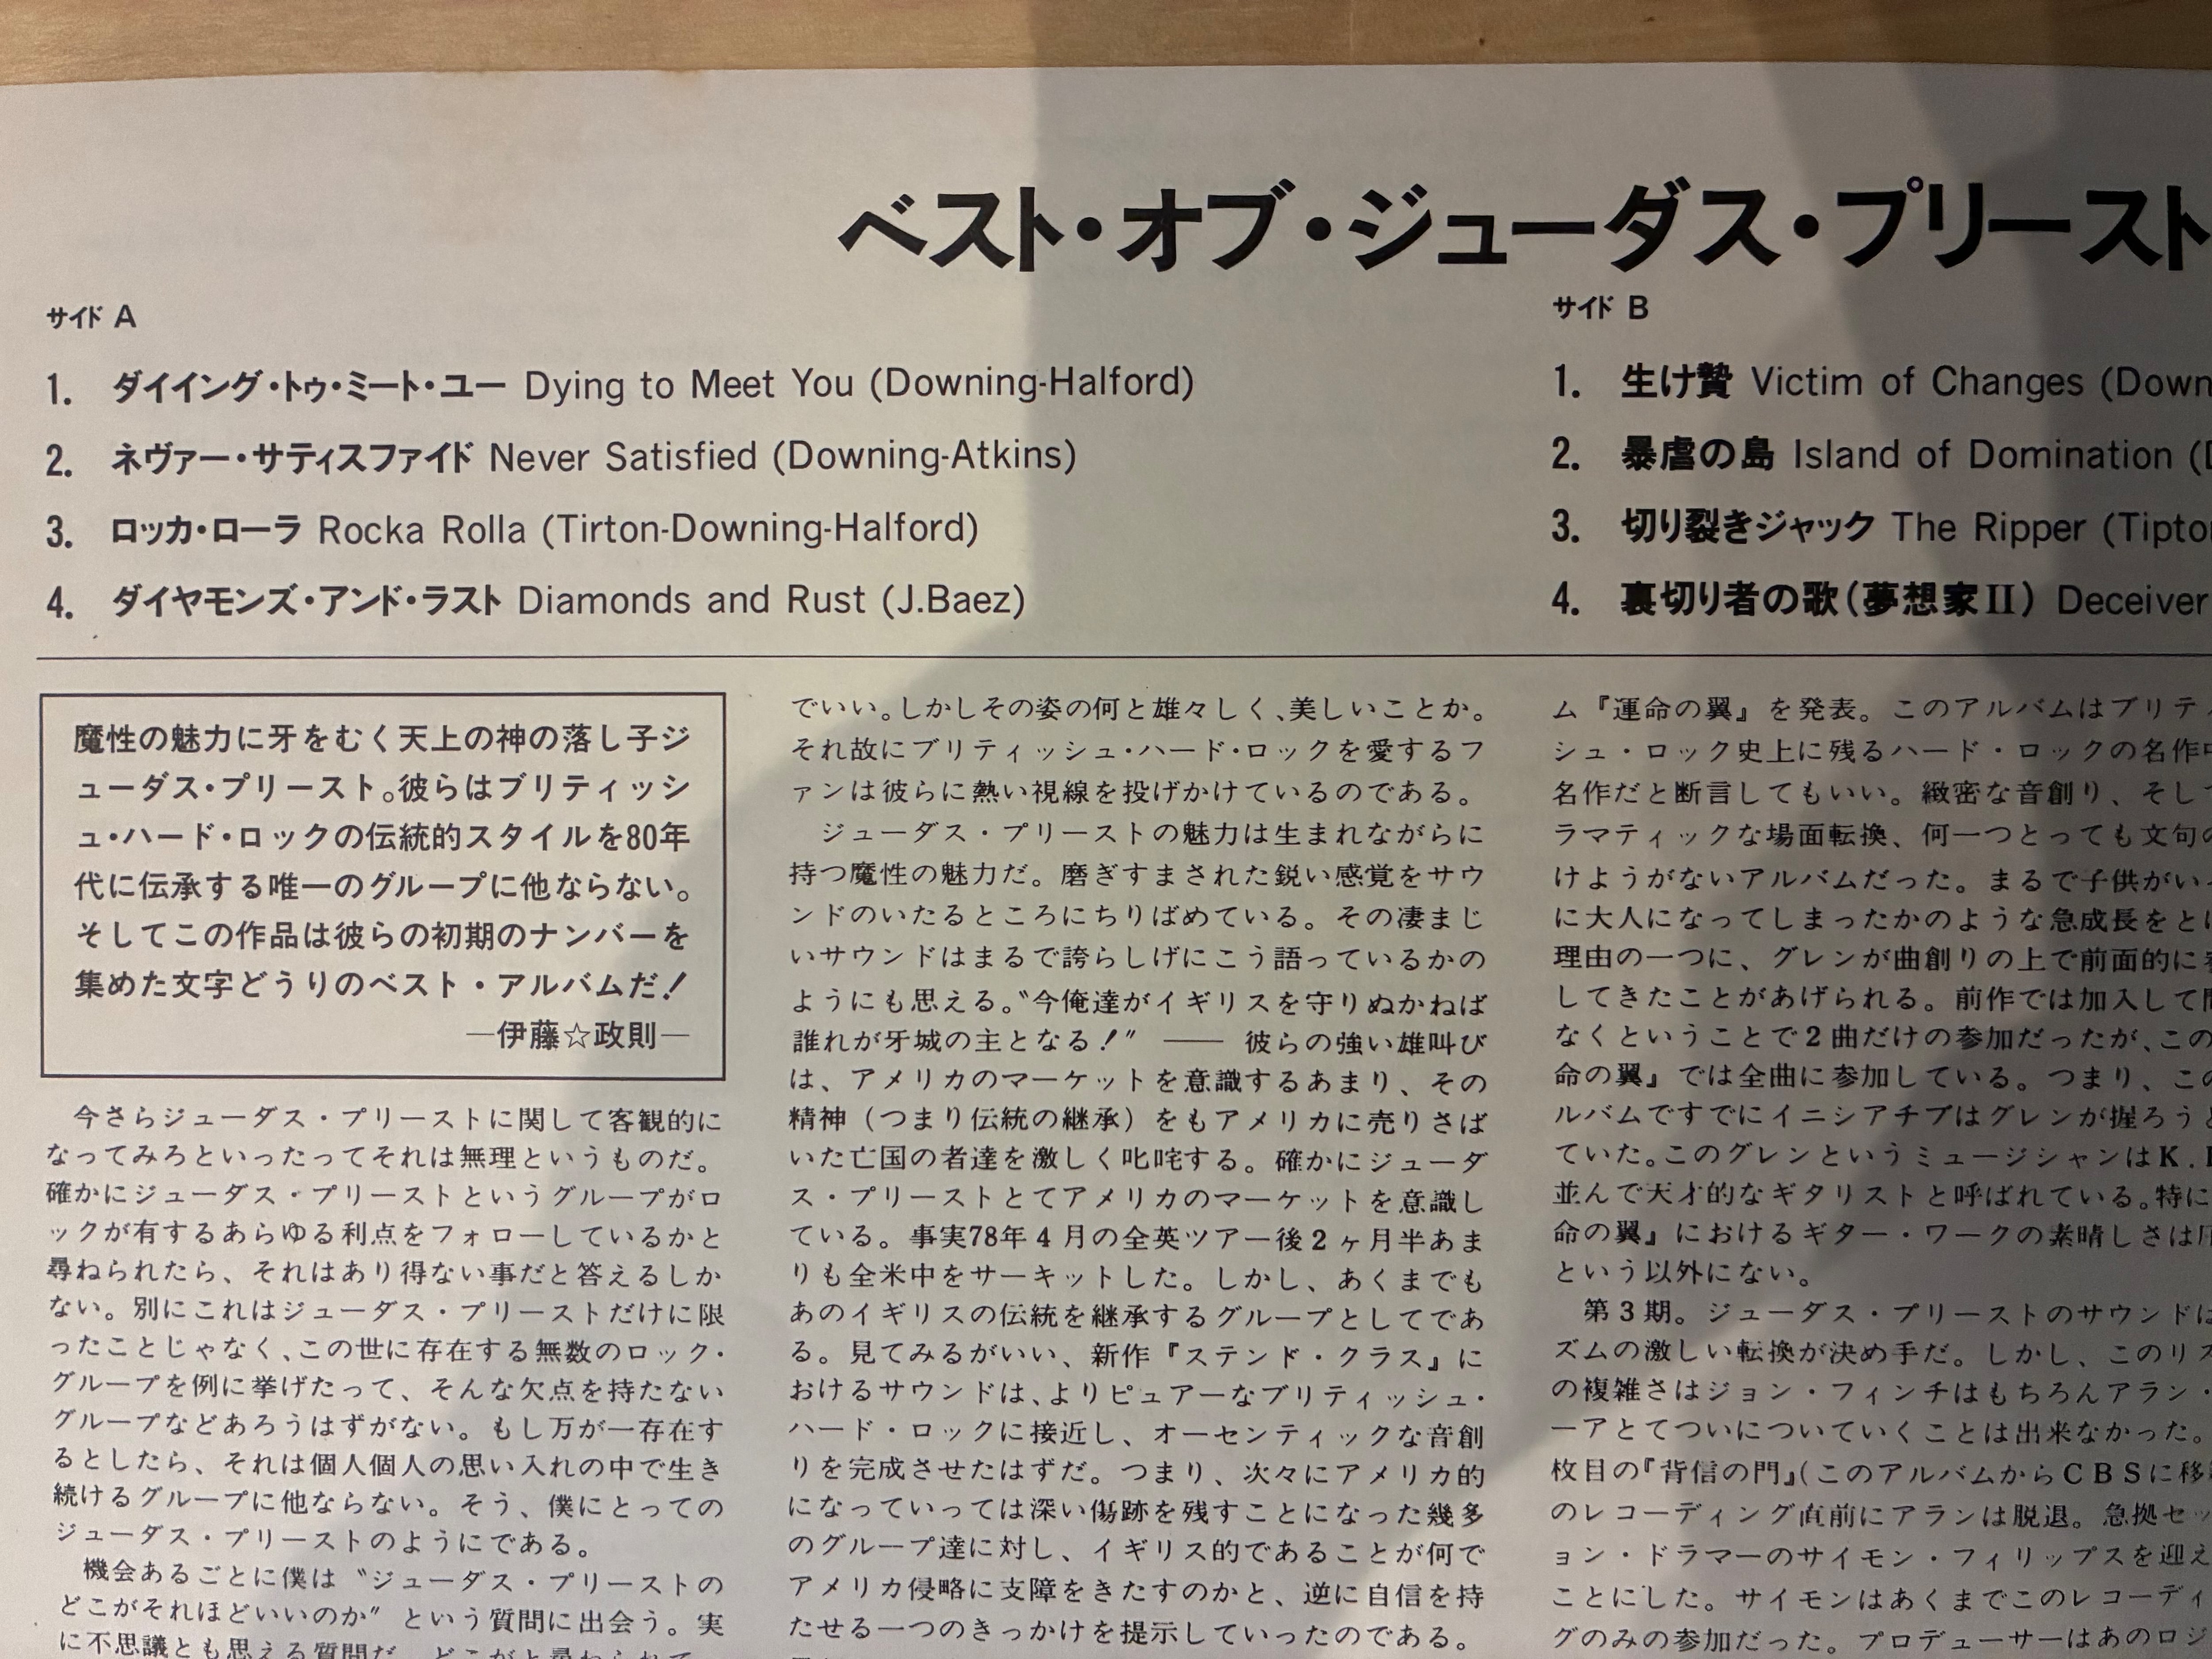 ベスト・オブ・ジューダス・プリースト
サイド A
1. ダイイング・トゥ・ミート・ユー Dying to Meet You (Downing-Halford)
2. ネヴァー・サティスファイド Never Satisfied (Downing-Atkins)
3. ロッカ・ローラ Rocka Rolla (Tirton-Downing-Halford)
4. ダイヤモンズ・アンド・ラスト Diamonds and Rust (J.Baez)
サイド B
1. 生け贄 Victim of Changes (Down
2. 暴虐の島 Island of Domination (D
3. 切り裂きジャック The Ripper (Tipto
4. 裏切り者の歌(夢想家II) Deceiver
魔性の魅力に牙をむく天上の神の落し子ジ
ューダス・プリースト。彼らはブリティッシ
ュ・ハード・ロックの伝統的スタイルを80年
代に伝承する唯一のグループに他ならない。
そしてこの作品は彼らの初期のナンバーを
集めた文字どうりのベスト・アルバムだ!
—伊藤☆政則—
今さらジューダス・プリーストに関して客観的に
なってみろといったってそれは無理というものだ。
確かにジューダス・プリーストというグループがロ
ックが有するあらゆる利点をフォローしているかと
尋ねられたら、それはあり得ない事だと答えるしか
ない。別にこれはジューダス・プリーストだけに限
ったことじゃなく、この世に存在する無数のロック・
グループを例に挙げたって、そんな欠点を持たない
グループなどあろうはずがない。もし万が一存在す
るとしたら、それは個人個人の思い入れの中で生き
続けるグループに他ならない。そう、僕にとっての
ジューダス・プリーストのようにである。
機会あるごとに僕は〝ジューダス・プリーストの
どこがそれほどいいのか〟という質問に出会う。実
に不思議とも思える質問だ。どこがと尋ねられて
でいい。しかしその姿の何と雄々しく、美しいことか。
それ故にブリティッシュ・ハード・ロックを愛するフ
ァンは彼らに熱い視線を投げかけているのである。
ジューダス・プリーストの魅力は生まれながらに
持つ魔性の魅力だ。磨ぎすまされた鋭い感覚をサウ
ンドのいたるところにちりばめている。その凄まじ
いサウンドはまるで誇らしげにこう語っているかの
ようにも思える。〝今俺達がイギリスを守りぬかねば
誰れが牙城の主となる!〟 —— 彼らの強い雄叫び
は、アメリカのマーケットを意識するあまり、その
精神（つまり伝統の継承）をもアメリカに売りさば
いた亡国の者達を激しく叱咤する。確かにジューダ
ス・プリーストとてアメリカのマーケットを意識し
ている。事実78年4月の全英ツアー後2ヶ月半あま
りも全米中をサーキットした。しかし、あくまでも
あのイギリスの伝統を継承するグループとしてであ
る。見てみるがいい、新作『ステンド・クラス』に
おけるサウンドは、よりピュアーなブリティッシュ・
ハード・ロックに接近し、オーセンティックな音創
りを完成させたはずだ。つまり、次々にアメリカ的
になっていっては深い傷跡を残すことになった幾多
のグループ達に対し、イギリス的であることが何で
アメリカ侵略に支障をきたすのかと、逆に自信を持
たせる一つのきっかけを提示していったのである。
ム『運命の翼』を発表。このアルバムはブリティ
シュ・ロック史上に残るハード・ロックの名作中
名作だと断言してもいい。緻密な音創り、そして
ラマティックな場面転換、何一つとっても文句の
けようがないアルバムだった。まるで子供がいっ
に大人になってしまったかのような急成長をとげ
理由の一つに、グレンが曲創りの上で前面的に
してきたことがあげられる。前作では加入して間
なくということで2曲だけの参加だったが、この
命の翼』では全曲に参加している。つまり、この
ルバムですでにイニシアチブはグレンが握ろうと
ていた。このグレンというミュージシャンはK.
並んで天才的なギタリストと呼ばれている。特に
命の翼』におけるギター・ワークの素晴しさは圧
という以外にない。
第3期。ジューダス・プリーストのサウンドは
ズムの激しい転換が決め手だ。しかし、このリズ
の複雑さはジョン・フィンチはもちろんアラン・
ーアとてついについていくことは出来なかった。
枚目の『背信の門』(このアルバムからCBSに移
のレコーディング直前にアランは脱退。急拠セッ
ョン・ドラマーのサイモン・フィリップスを迎え
ことにした。サイモンはあくまでこのレコーディ
グのみの参加だった。プロデューサーはあのロジ